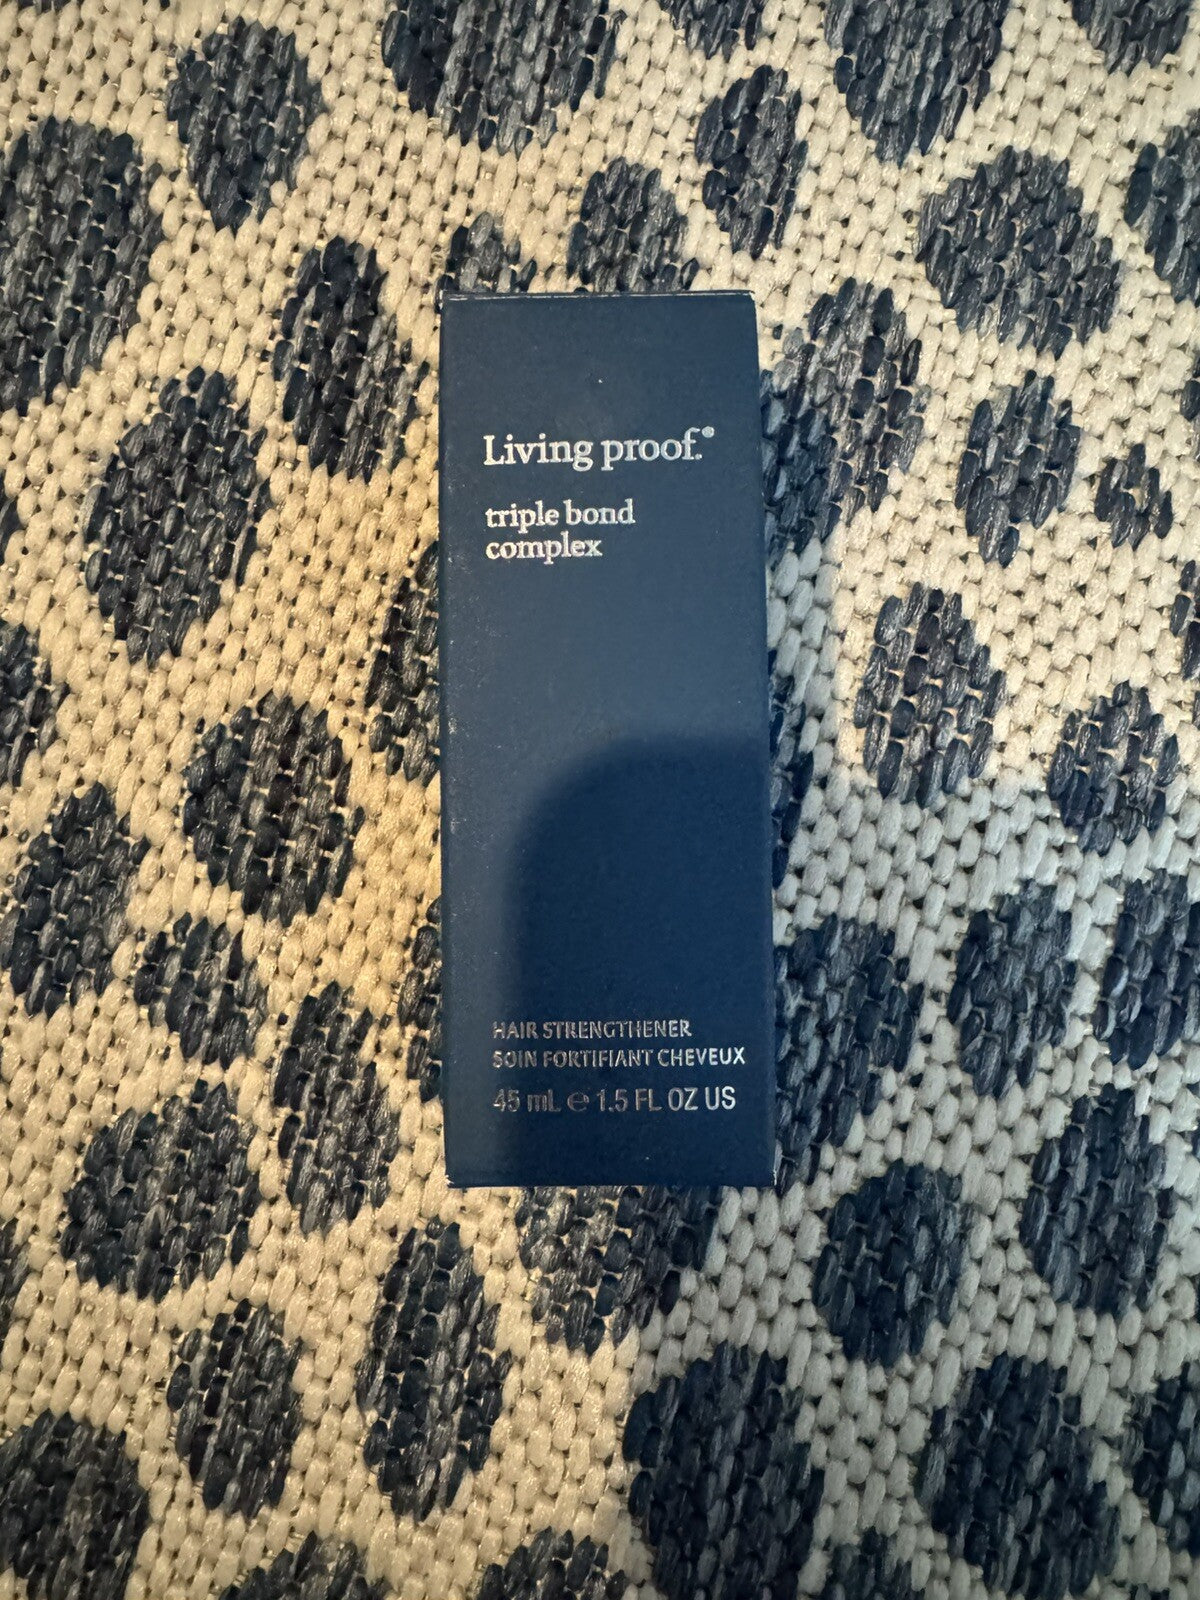 Living proof.®
triple bond
complex
HAIR STRENGTHENER
SOIN FORTIFIANT CHEVEUX
45 mL ℮ 1.5 FL OZ US